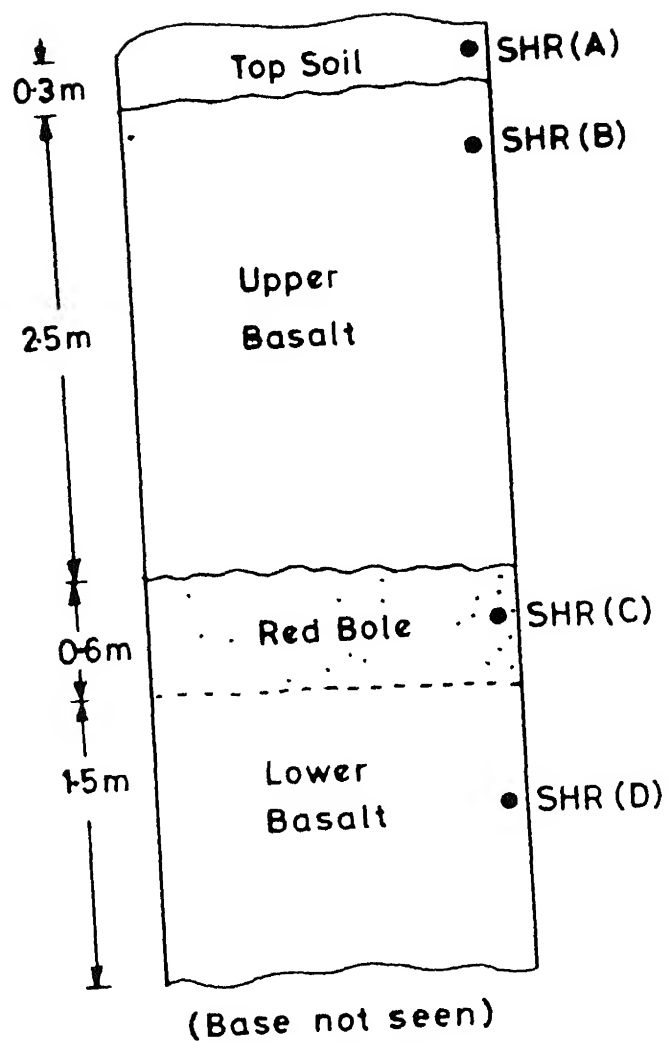 Top Soil
SHR(A)
0.3m
SHR(B)
Upper
Basalt
2.5m
Red Bole
SHR(C)
0.6m
Lower
Basalt
1.5m
SHR(D)
(Base not seen)